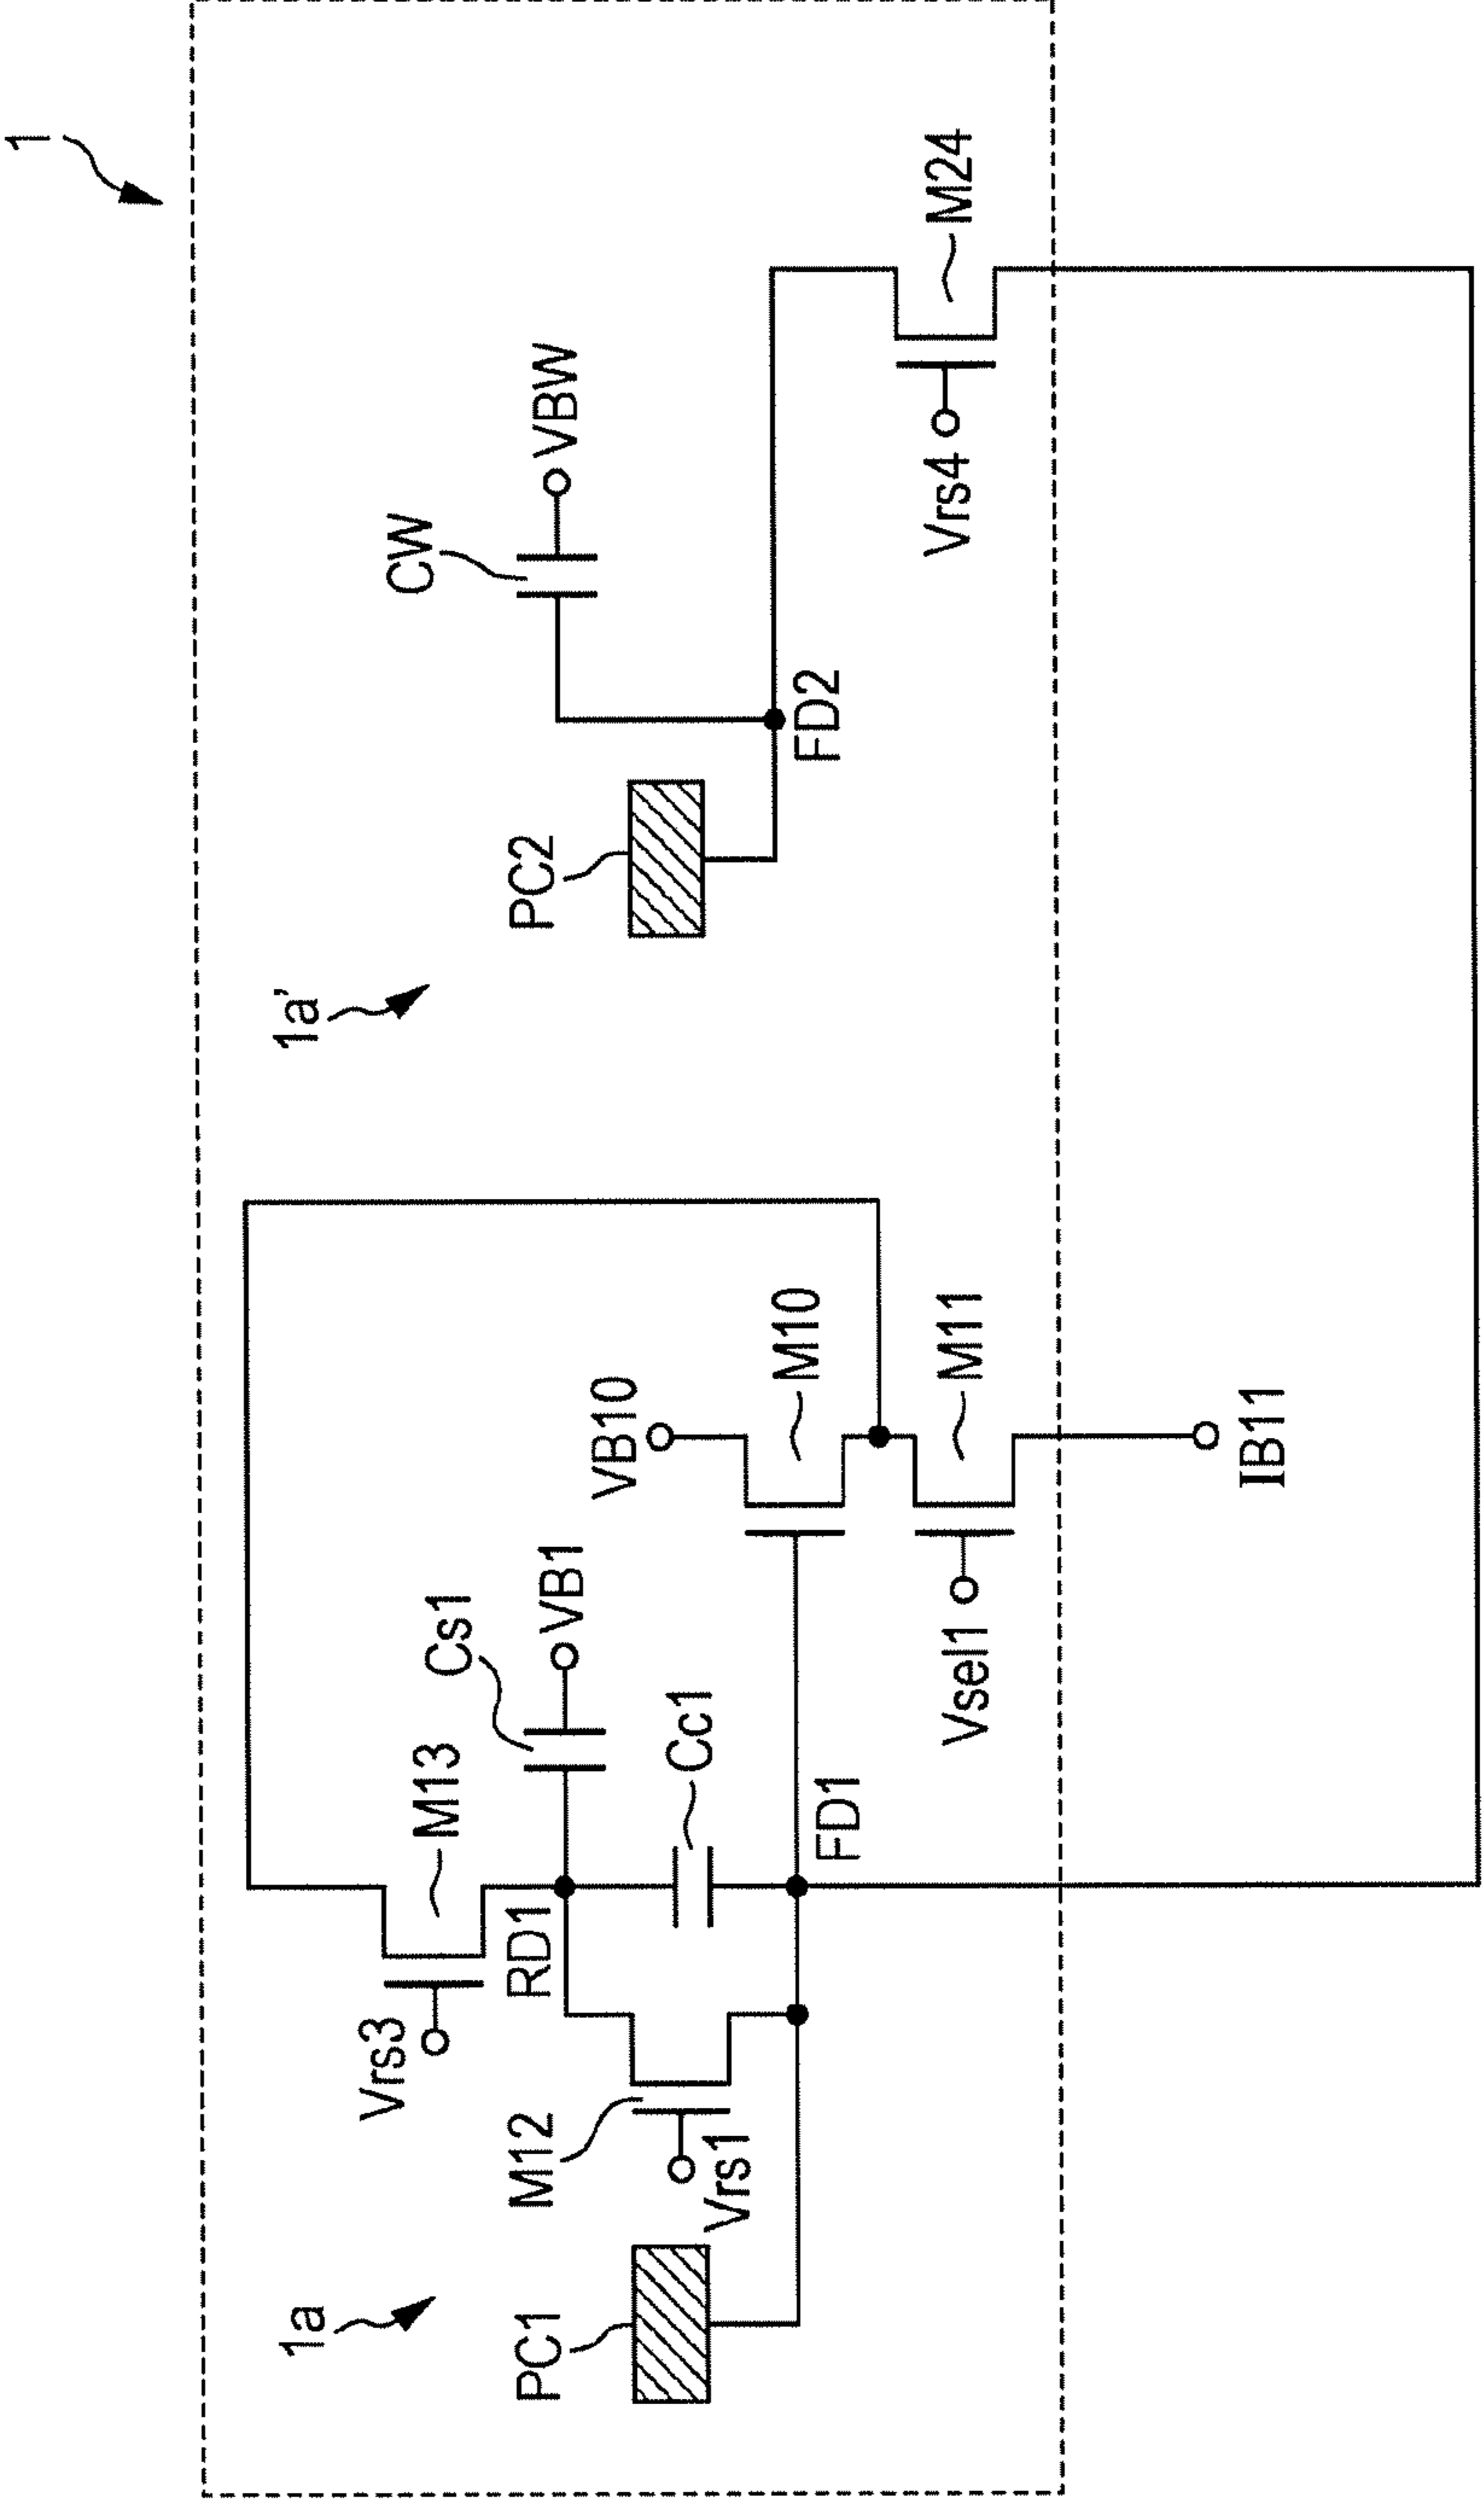 1
1a
1a'
PC1
M12
Vrs1
Vrs3
M13
RD1
Cs1
VB1
Cc1
FD1
VB10
M10
M11
Vsel1
IB11
PC2
CW
VBW
FD2
Vrs4
M24